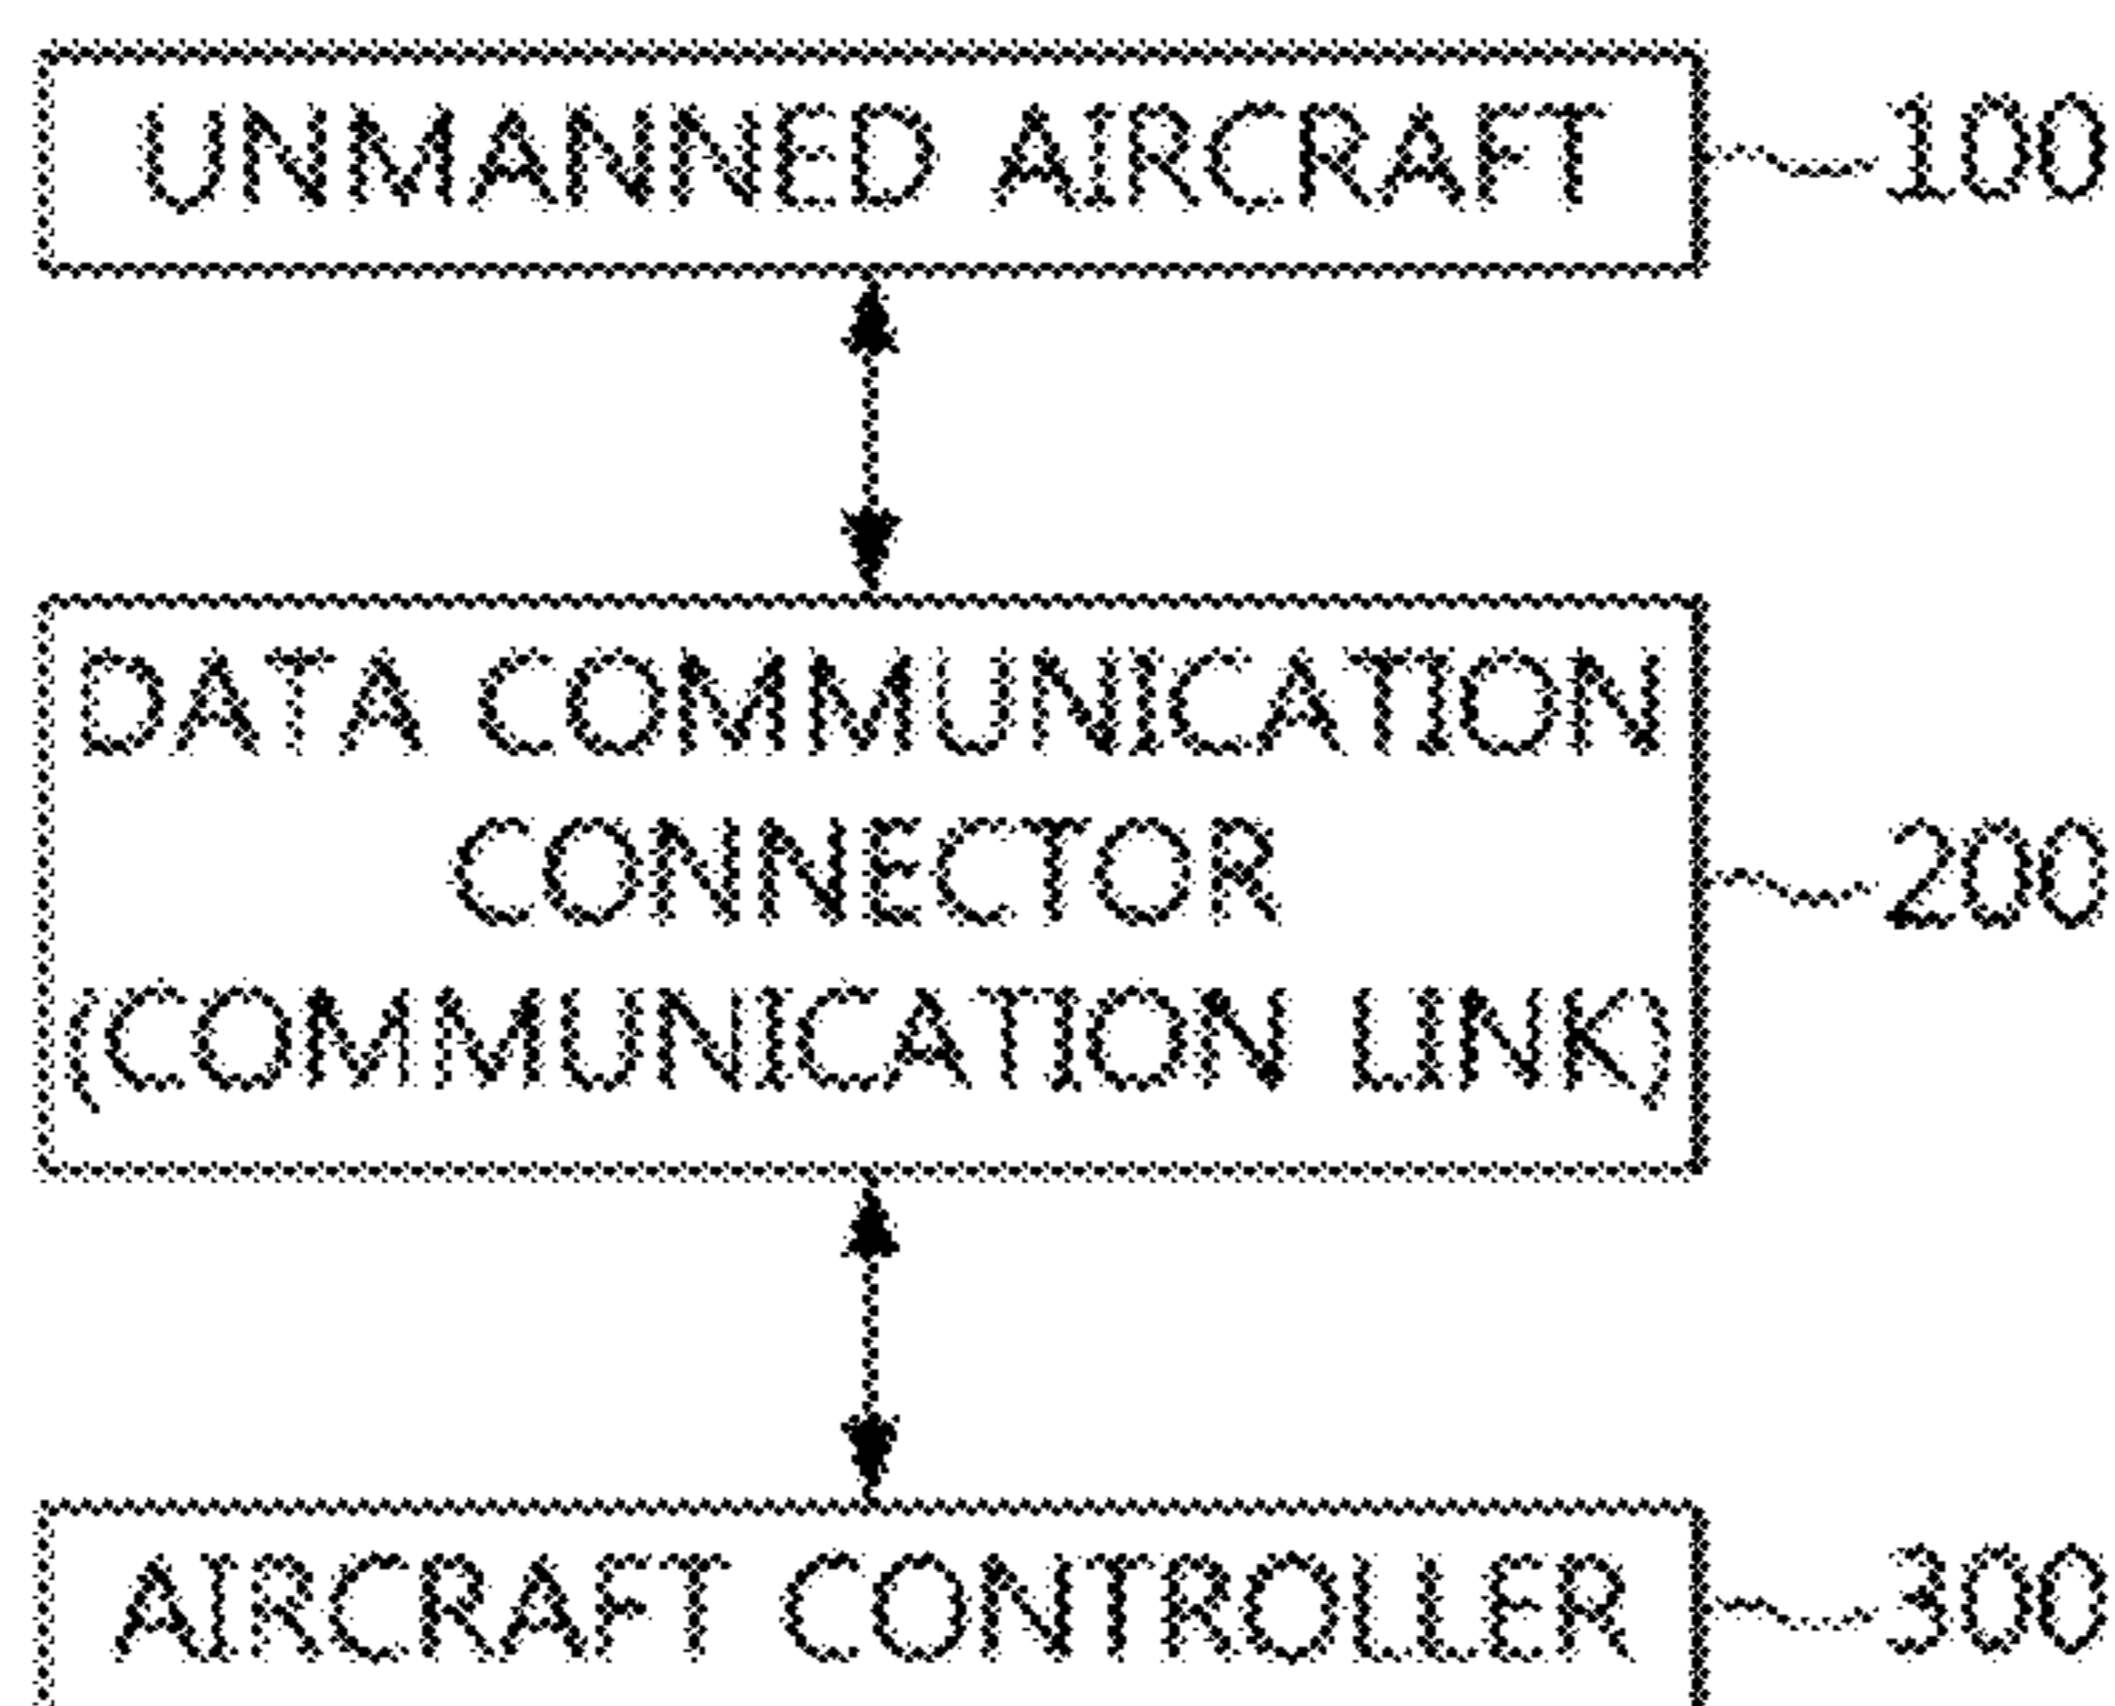 UNMANNED AIRCRAFT 100
DATA COMMUNICATION
CONNECTOR 200
(COMMUNICATION LINK)
AIRCRAFT CONTROLLER 300